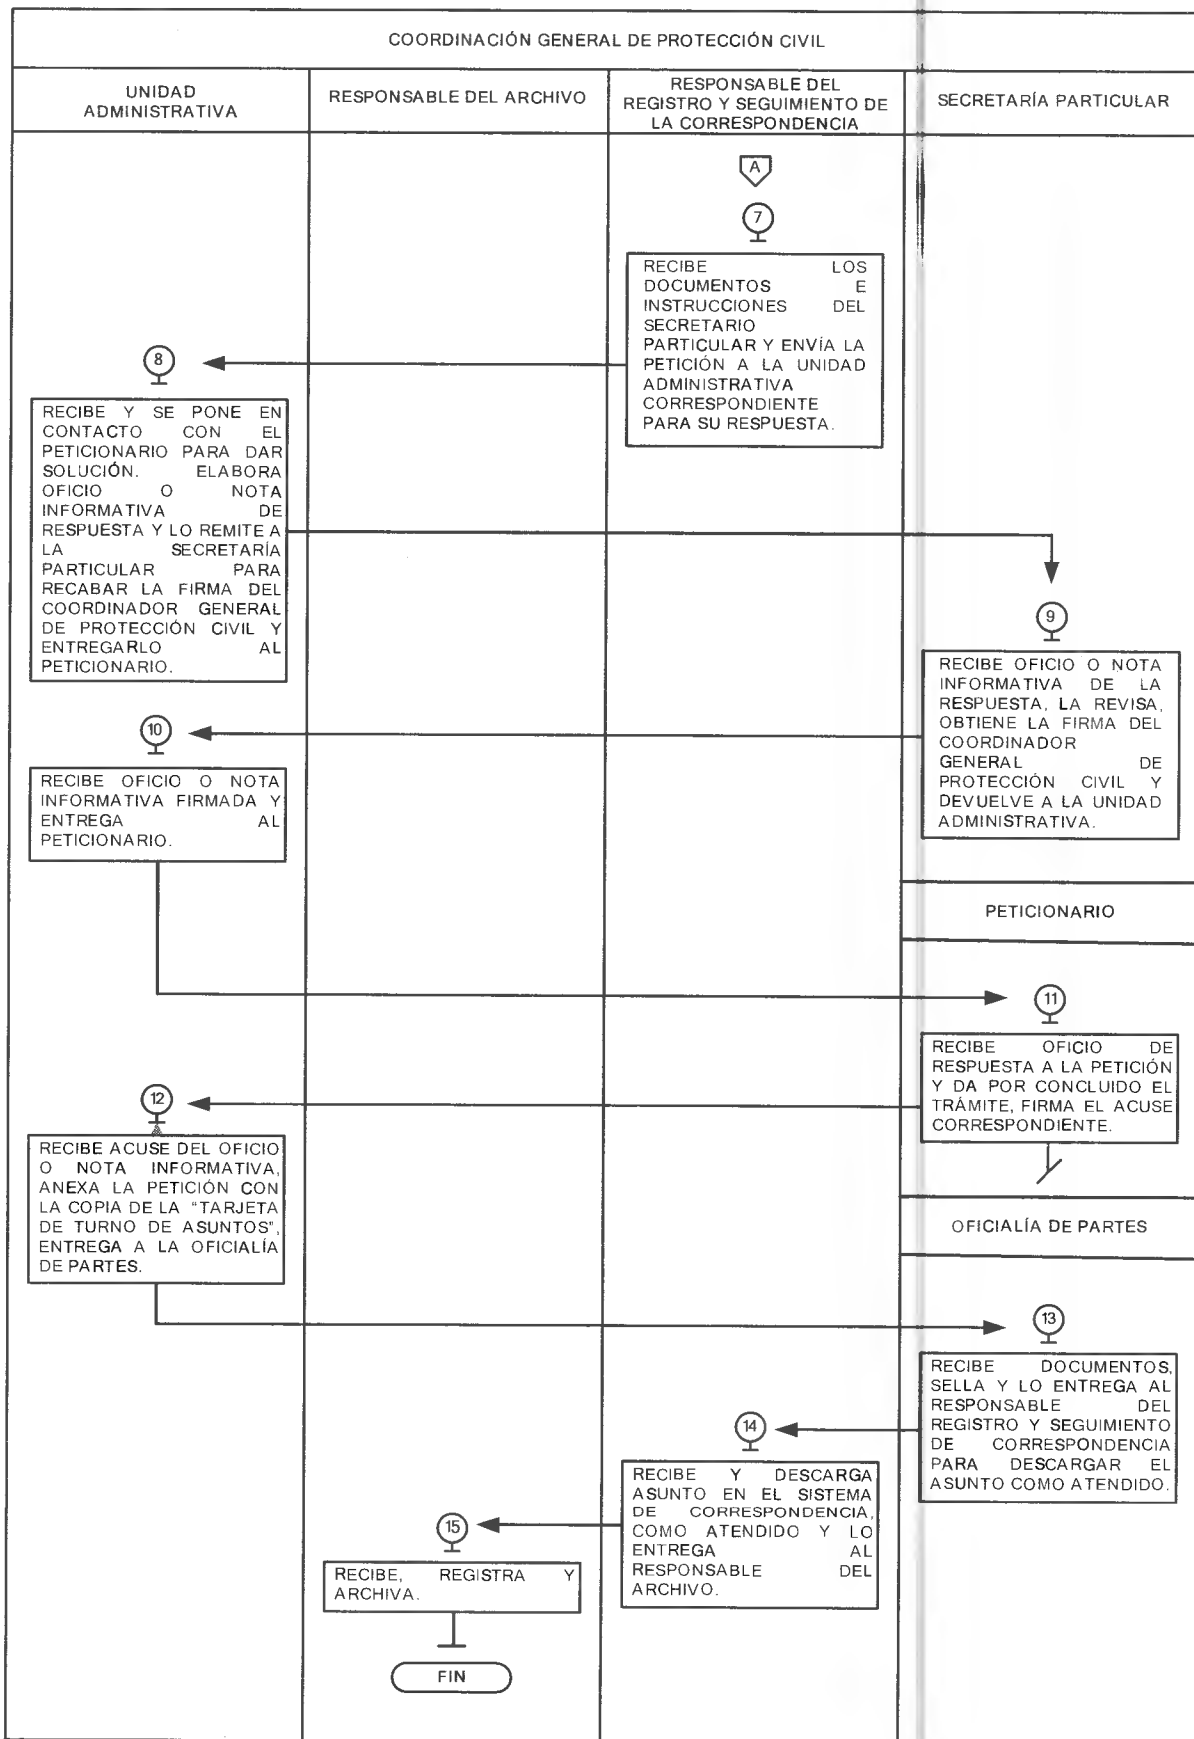 COORDINACIÓN GENERAL DE PROTECCIÓN CIVIL
UNIDAD
ADMINISTRATIVA
RESPONSABLE DEL ARCHIVO
RESPONSABLE DEL
REGISTRO Y SEGUIMIENTO DE
LA CORRESPONDENCIA
SECRETARÍA PARTICULAR
A
7
RECIBE LOS
DOCUMENTOS E
INSTRUCCIONES DEL
SECRETARIO
PARTICULAR Y ENVÍA LA
PETICIÓN A LA UNIDAD
ADMINISTRATIVA
CORRESPONDIENTE
PARA SU RESPUESTA.
8
RECIBE Y SE PONE EN
CONTACTO CON EL
PETICIONARIO PARA DAR
SOLUCIÓN. ELABORA
OFICIO O NOTA
INFORMATIVA DE
RESPUESTA Y LO REMITE A
LA SECRETARÍA
PARTICULAR PARA
RECABAR LA FIRMA DEL
COORDINADOR GENERAL
DE PROTECCIÓN CIVIL Y
ENTREGARLO AL
PETICIONARIO.
9
RECIBE OFICIO O NOTA
INFORMATIVA DE LA
RESPUESTA, LA REVISA,
OBTIENE LA FIRMA DEL
COORDINADOR
GENERAL DE
PROTECCIÓN CIVIL Y
DEVUELVE A LA UNIDAD
ADMINISTRATIVA.
10
RECIBE OFICIO O NOTA
INFORMATIVA FIRMADA Y
ENTREGA AL
PETICIONARIO.
PETICIONARIO
11
RECIBE OFICIO DE
RESPUESTA A LA PETICIÓN
Y DA POR CONCLUIDO EL
TRÁMITE, FIRMA EL ACUSE
CORRESPONDIENTE.
12
RECIBE ACUSE DEL OFICIO
O NOTA INFORMATIVA,
ANEXA LA PETICIÓN CON
LA COPIA DE LA "TARJETA
DE TURNO DE ASUNTOS",
ENTREGA A LA OFICIALÍA
DE PARTES.
OFICIALÍA DE PARTES
13
RECIBE DOCUMENTOS,
SELLA Y LO ENTREGA AL
RESPONSABLE DEL
REGISTRO Y SEGUIMIENTO
DE CORRESPONDENCIA
PARA DESCARGAR EL
ASUNTO COMO ATENDIDO.
14
RECIBE Y DESCARGA
ASUNTO EN EL SISTEMA
DE CORRESPONDENCIA,
COMO ATENDIDO Y LO
ENTREGA AL
RESPONSABLE DEL
ARCHIVO.
15
RECIBE, REGISTRA Y
ARCHIVA.
FIN